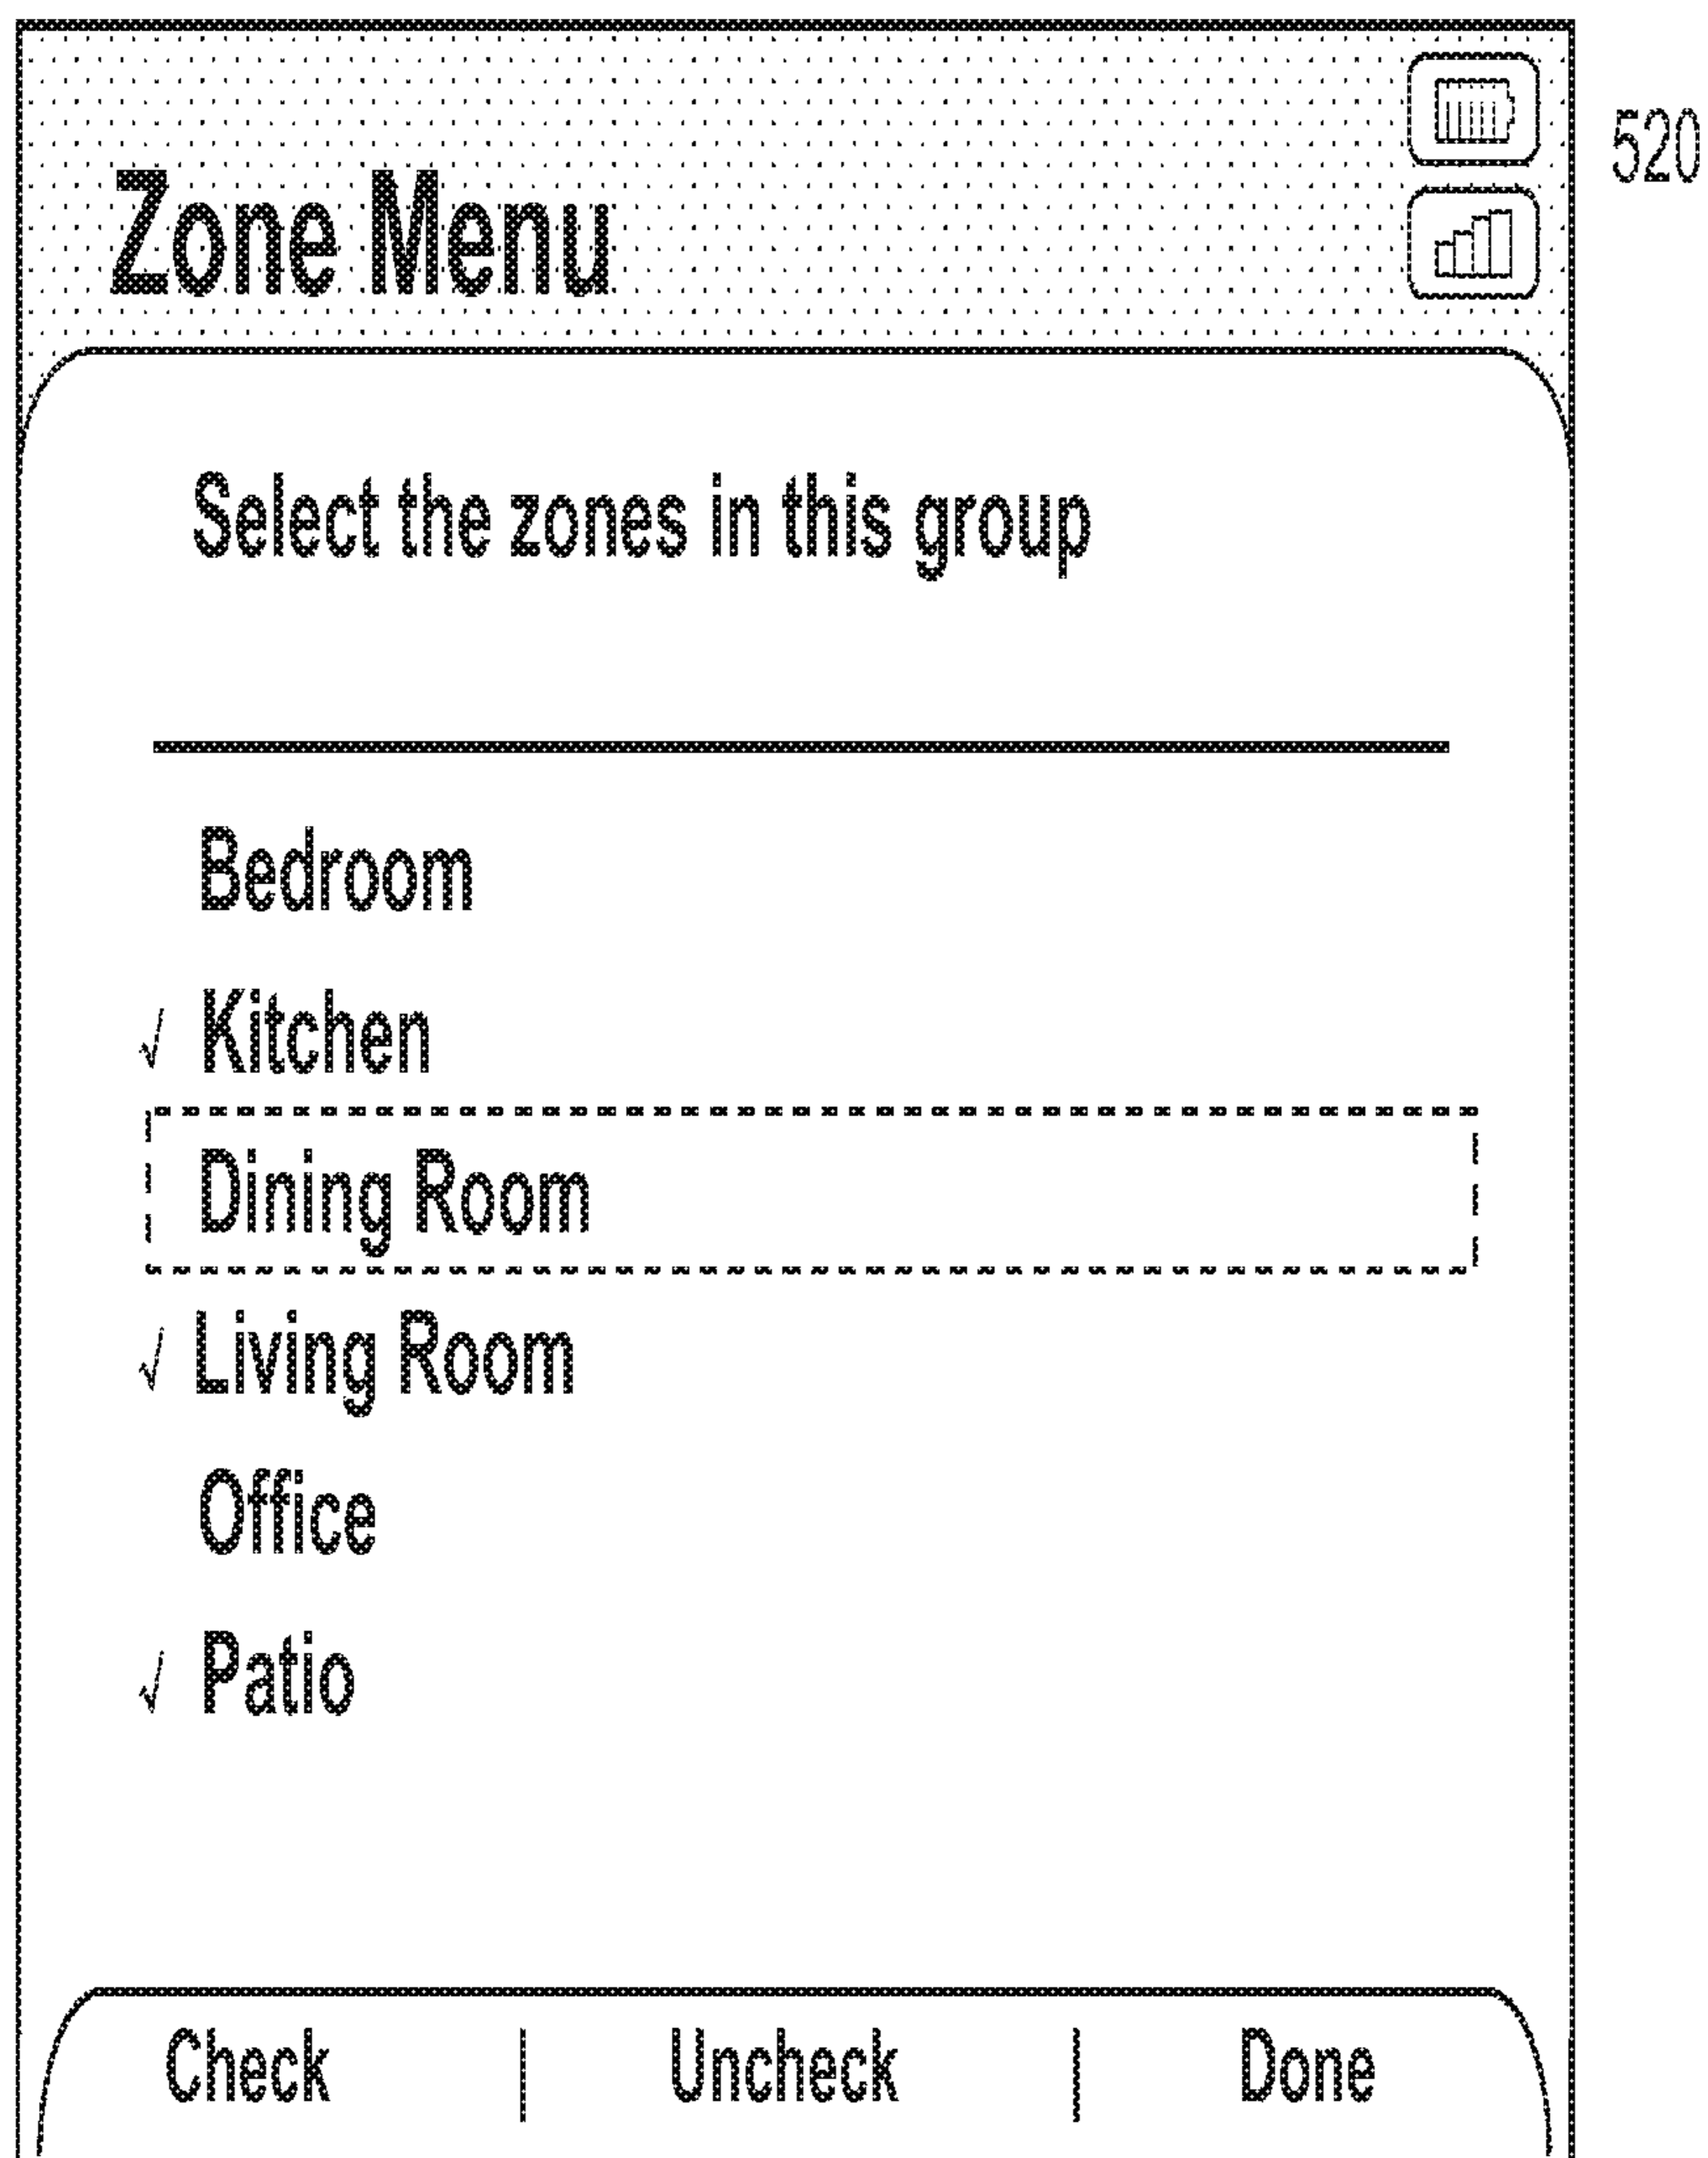 520
Zone Menu
Select the zones in this group
Bedroom
√ Kitchen
Dining Room
√ Living Room
Office
√ Patio
Check | Uncheck | Done